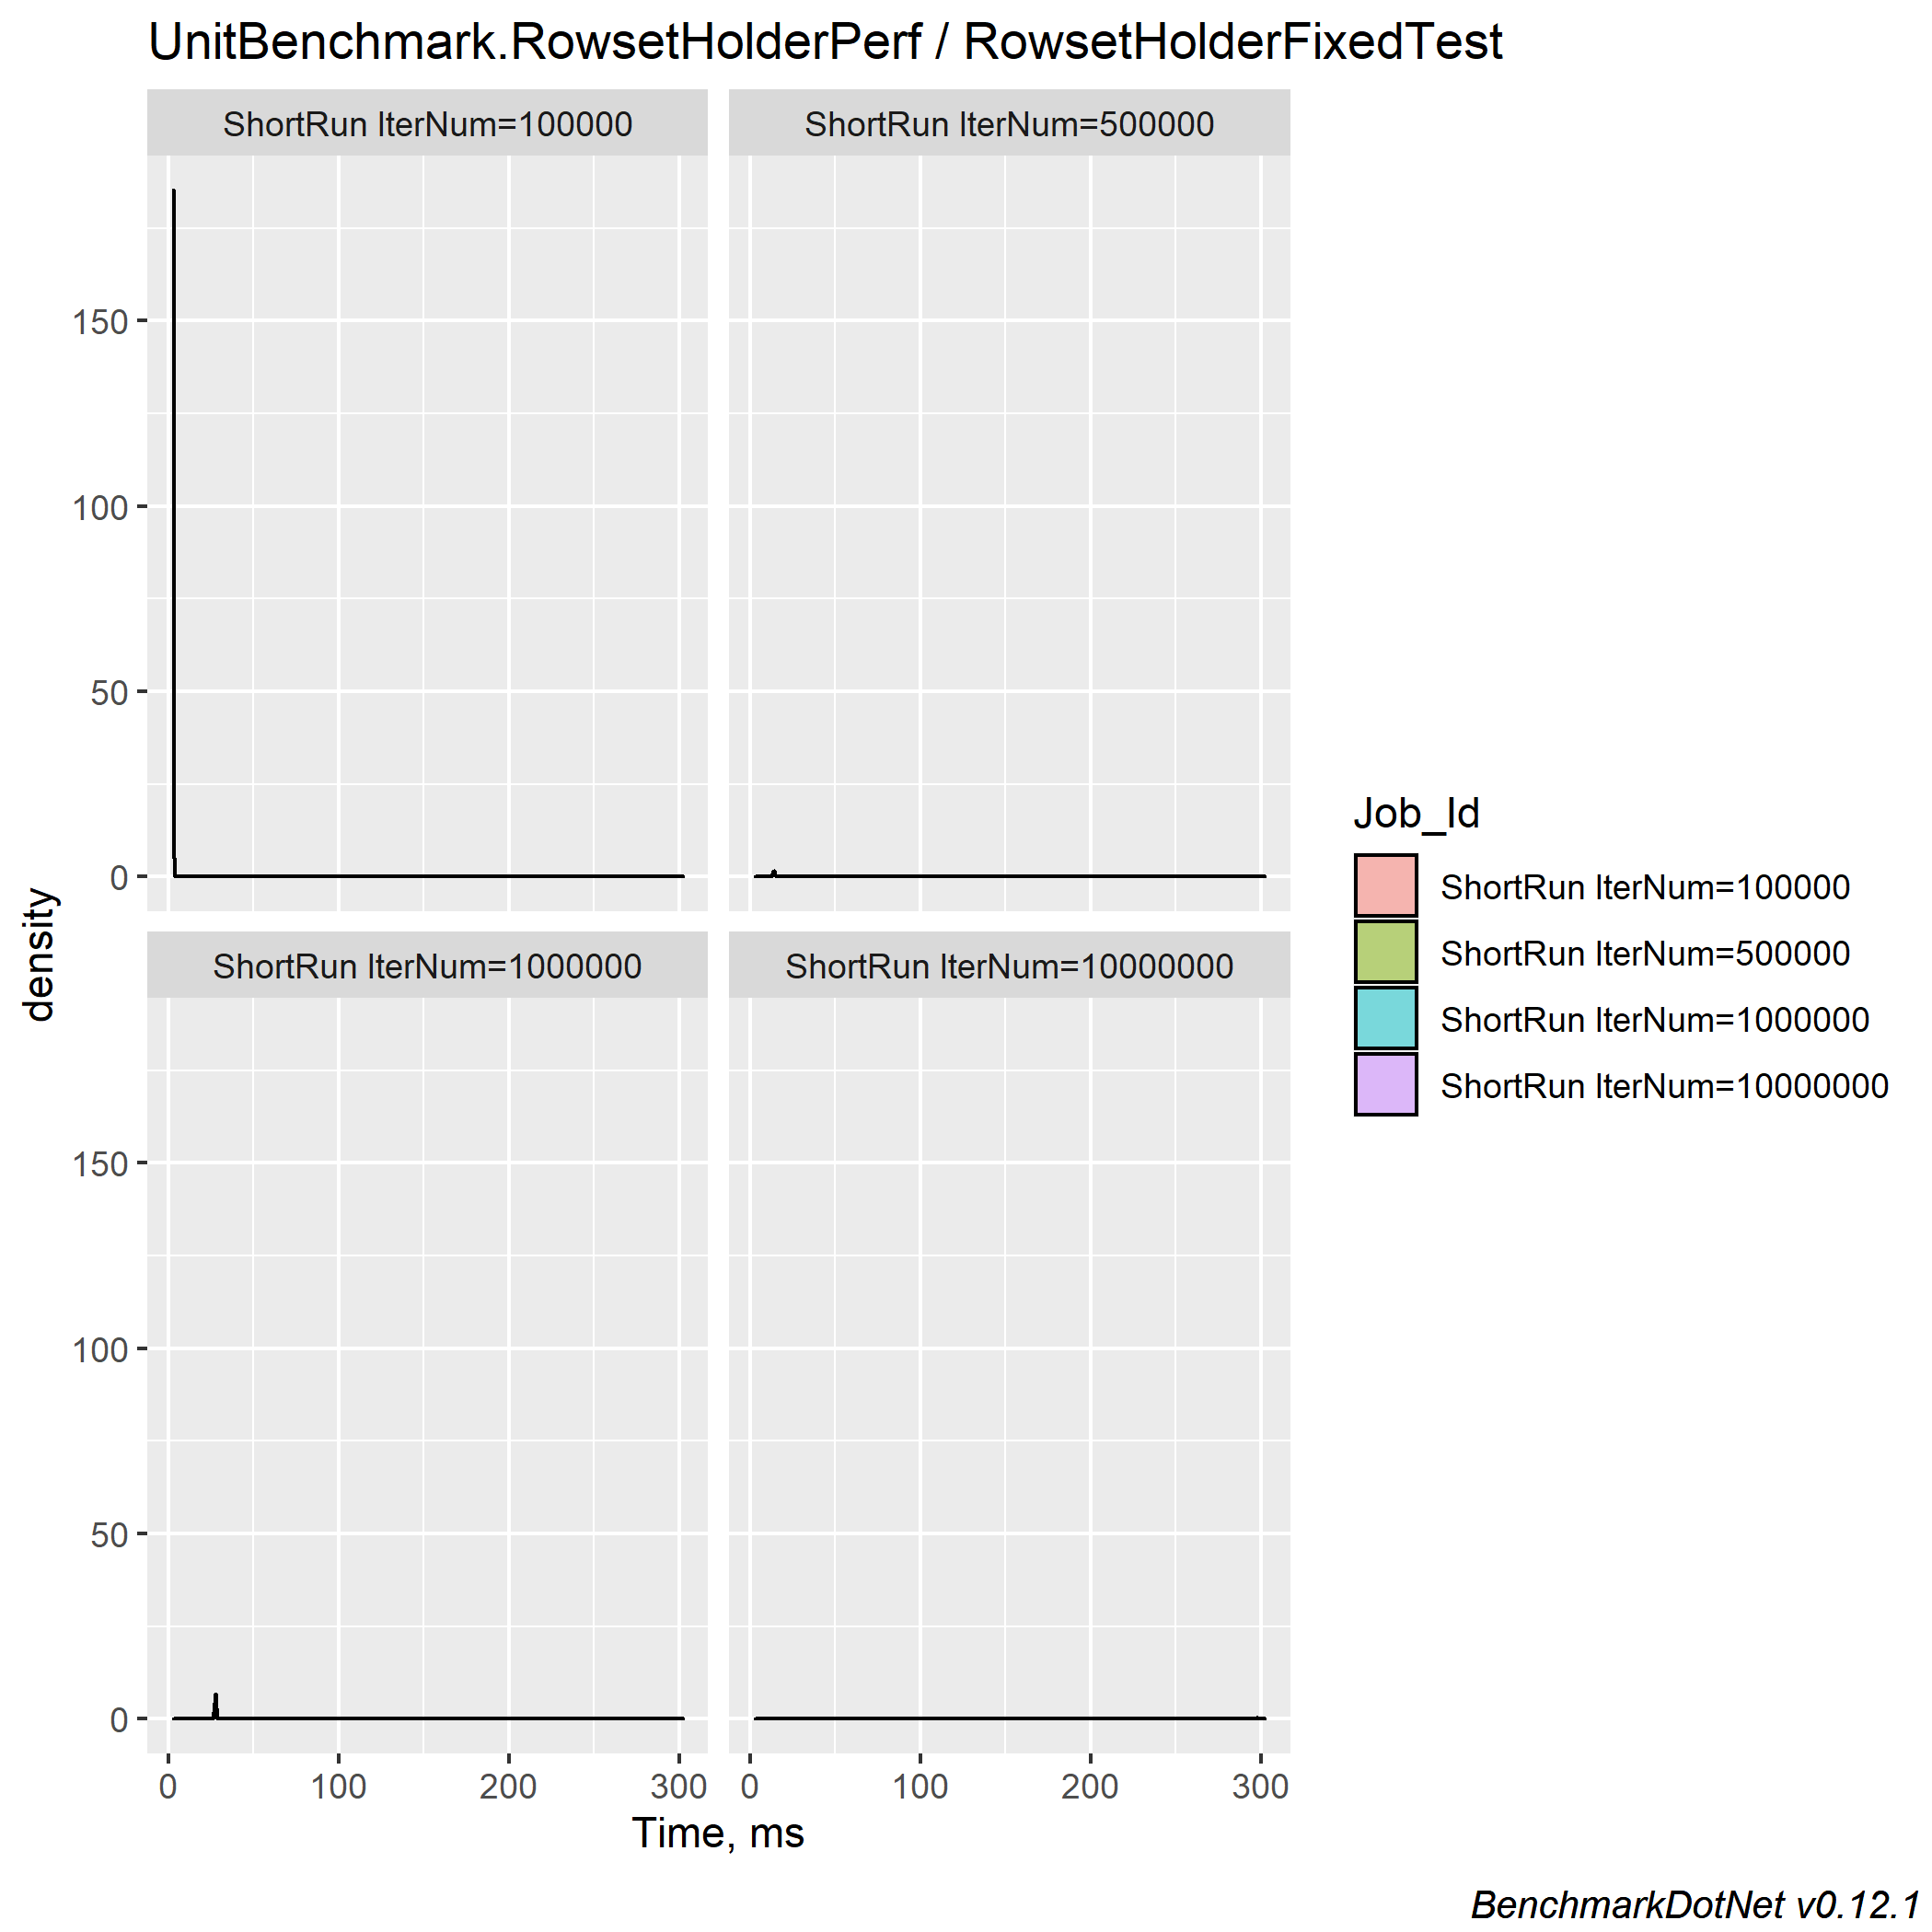 UnitBenchmark.RowsetHolderPerf / RowsetHolderFixedTest
ShortRun IterNum=100000
ShortRun IterNum=500000
150
100
50
0
ShortRun IterNum=1000000
ShortRun IterNum=10000000
150
100
50
0
0
100
200
300
0
100
200
300
density
Time, ms
Job_Id
ShortRun IterNum=100000
ShortRun IterNum=500000
ShortRun IterNum=1000000
ShortRun IterNum=10000000
BenchmarkDotNet v0.12.1